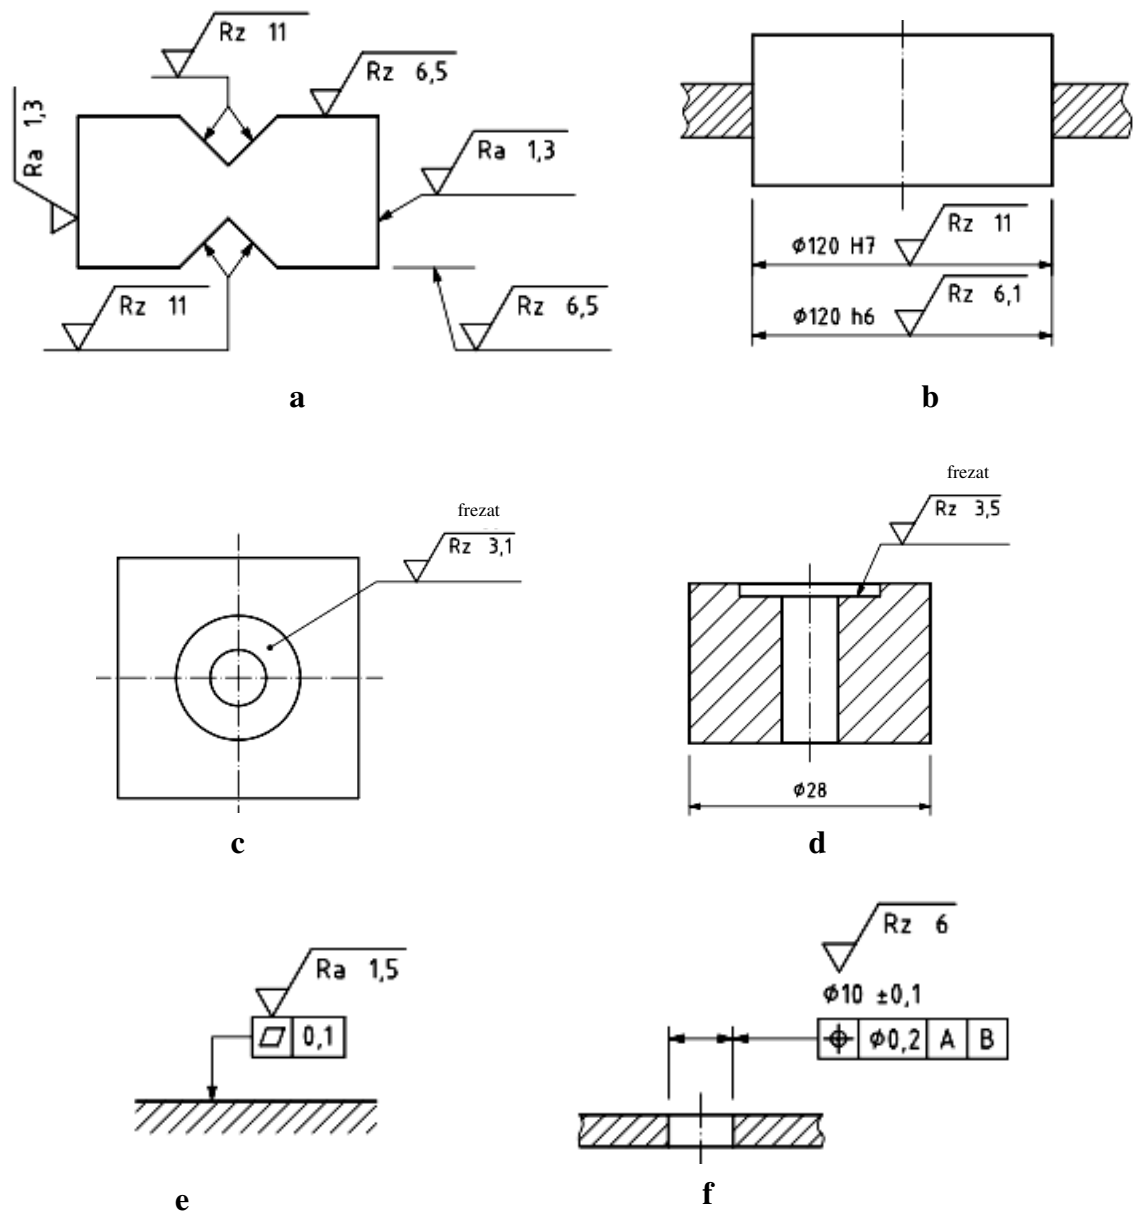 Rz 11
Rz 6,5
Ra 1,3
Ra 1,3
Rz 11
Rz 6,5
a
Rz 11
ϕ120 H7
Rz 6,1
ϕ120 h6
b
frezat
Rz 3,1
c
frezat
Rz 3,5
ϕ28
d
Ra 1,5
0,1
e
Rz 6
ϕ10 ±0,1
ϕ0,2 A B
f